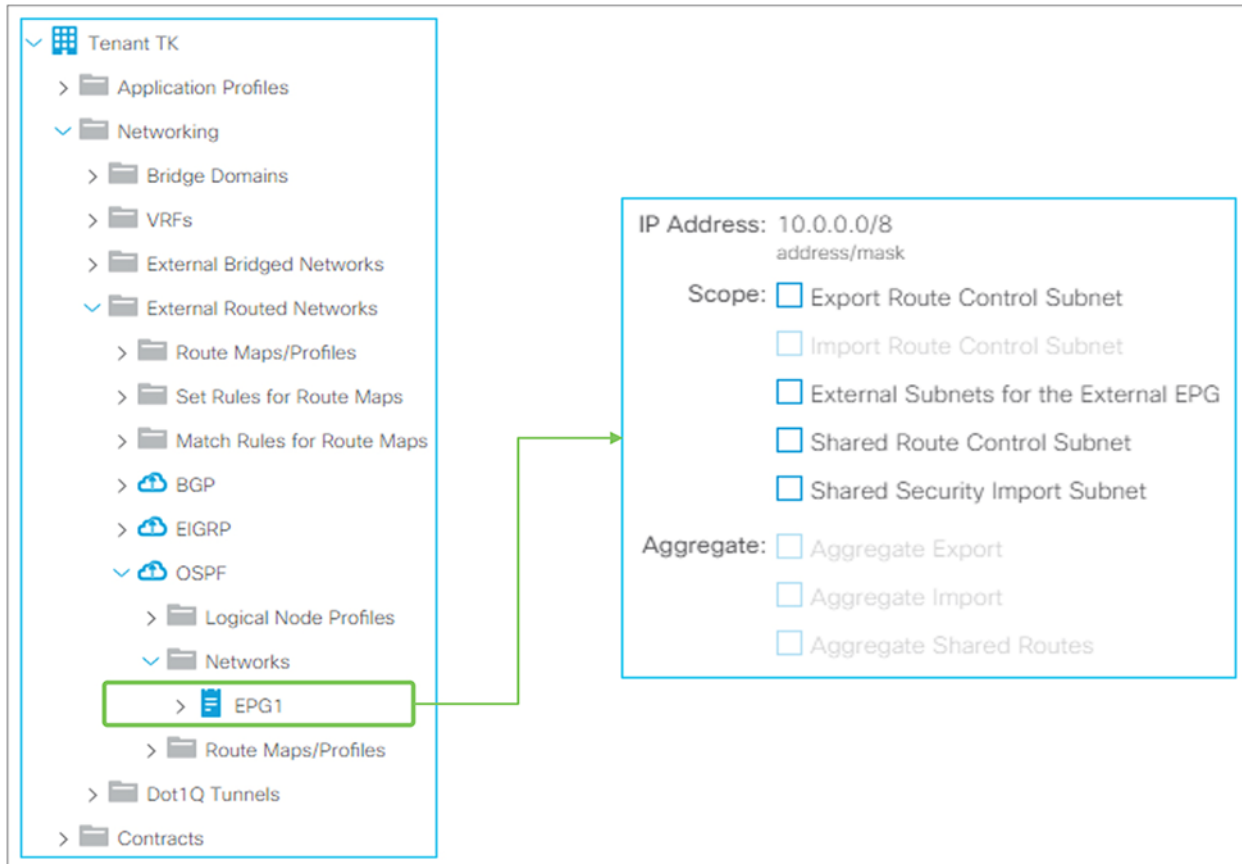 Tenant TK
Application Profiles
Networking
Bridge Domains
VRFs
External Bridged Networks
External Routed Networks
Route Maps/Profiles
Set Rules for Route Maps
Match Rules for Route Maps
BGP
EIGRP
OSPF
Logical Node Profiles
Networks
EPG1
Route Maps/Profiles
Dot1Q Tunnels
Contracts
IP Address: 10.0.0.0/8
address/mask
Scope: Export Route Control Subnet
Import Route Control Subnet
External Subnets for the External EPG
Shared Route Control Subnet
Shared Security Import Subnet
Aggregate: Aggregate Export
Aggregate Import
Aggregate Shared Routes